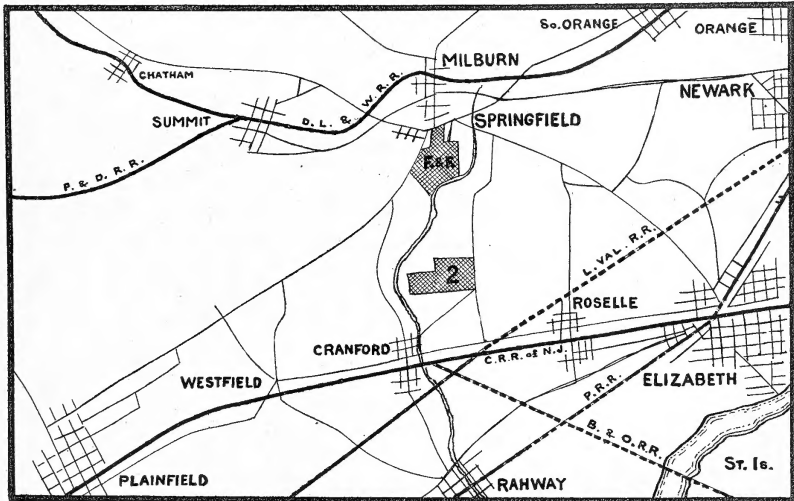 So. ORANGE
ORANGE
MILBURN
CHATHAM
NEWARK
SUMMIT
D. L. & W. R. R.
SPRINGFIELD
F. & F.
P. & D. R. R.
L. VAL. R. R.
2
ROSELLE
CRANFORD
C. R. R. of N. J.
WESTFIELD
P. R. R.
ELIZABETH
B. & O. R. R.
ST. Is.
PLAINFIELD
RAHWAY